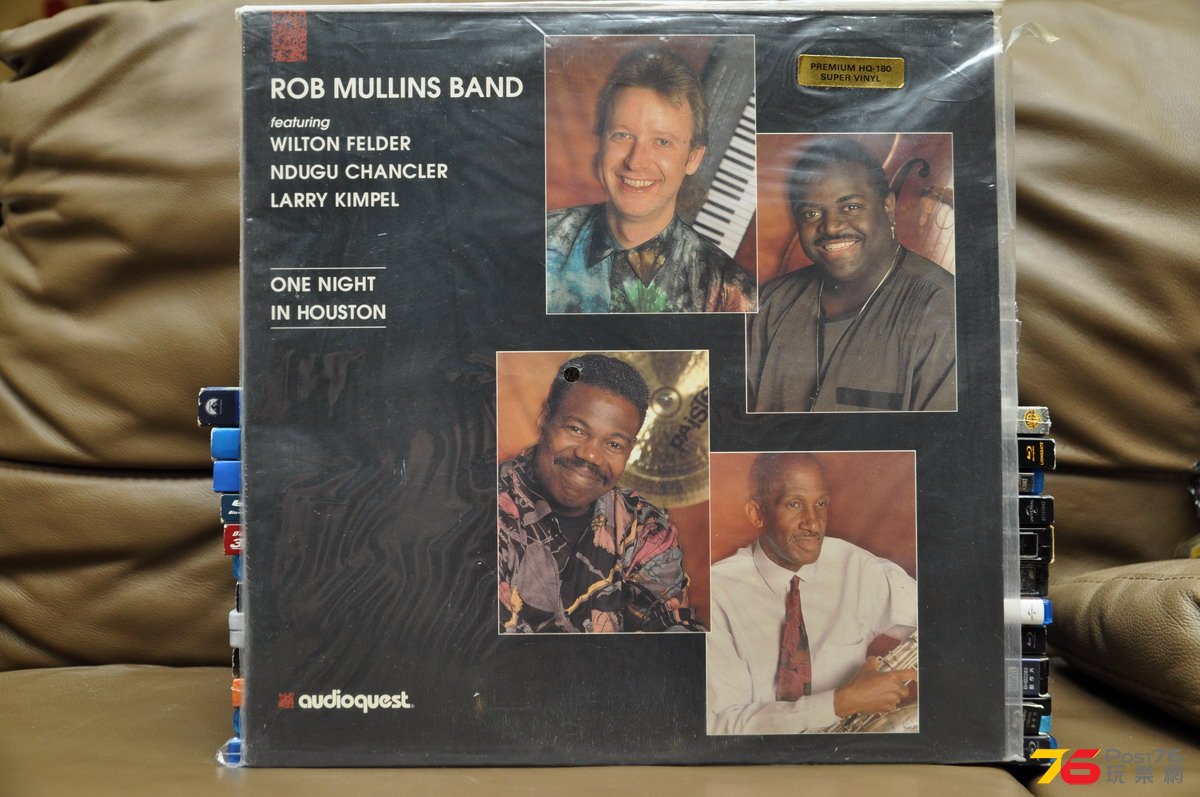 ROB MULLINS BAND
featuring
WILTON FELDER
NDUGU CHANCLER
LARRY KIMPEL
ONE NIGHT
IN HOUSTON
PREMIUM HQ-180
SUPER VINYL
PAISTE
audioquest
76 Post76
玩樂網